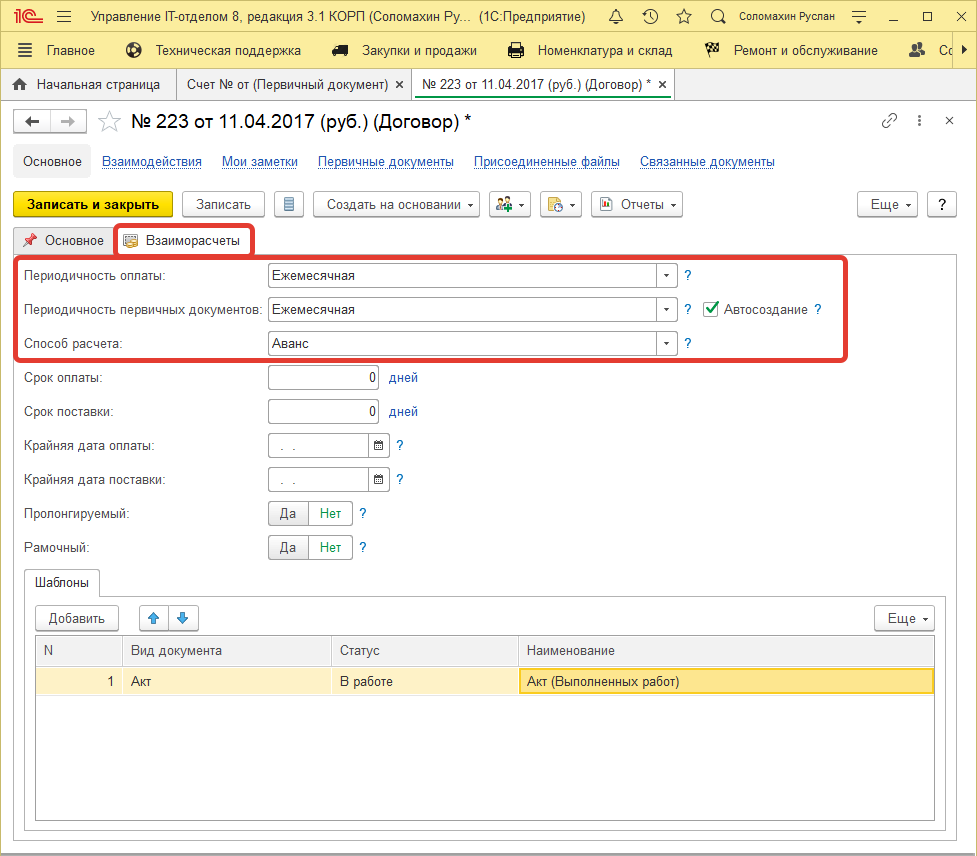 1С Управление IT-отделом 8, редакция 3.1 КОРП (Соломахин Ру... (1С:Предприятие) Соломахин Руслан
Главное Техническая поддержка Закупки и продажи Номенклатура и склад Ремонт и обслуживание Со
Начальная страница Счет № от (Первичный документ) × № 223 от 11.04.2017 (руб.) (Договор) * ×
№ 223 от 11.04.2017 (руб.) (Договор) *
Основное Взаимодействия Мои заметки Первичные документы Присоединенные файлы Связанные документы
Записать и закрыть Записать Создать на основании Отчеты Еще ?
Основное Взаиморасчеты
Периодичность оплаты: Ежемесячная ?
Периодичность первичных документов: Ежемесячная ? Автосоздание ?
Способ расчета: Аванс ?
Срок оплаты: 0 дней
Срок поставки: 0 дней
Крайняя дата оплаты: . . ?
Крайняя дата поставки: . . ?
Пролонгируемый: Да Нет ?
Рамочный: Да Нет ?
Шаблоны
Добавить Еще
N Вид документа Статус Наименование
1 Акт В работе Акт (Выполненных работ)